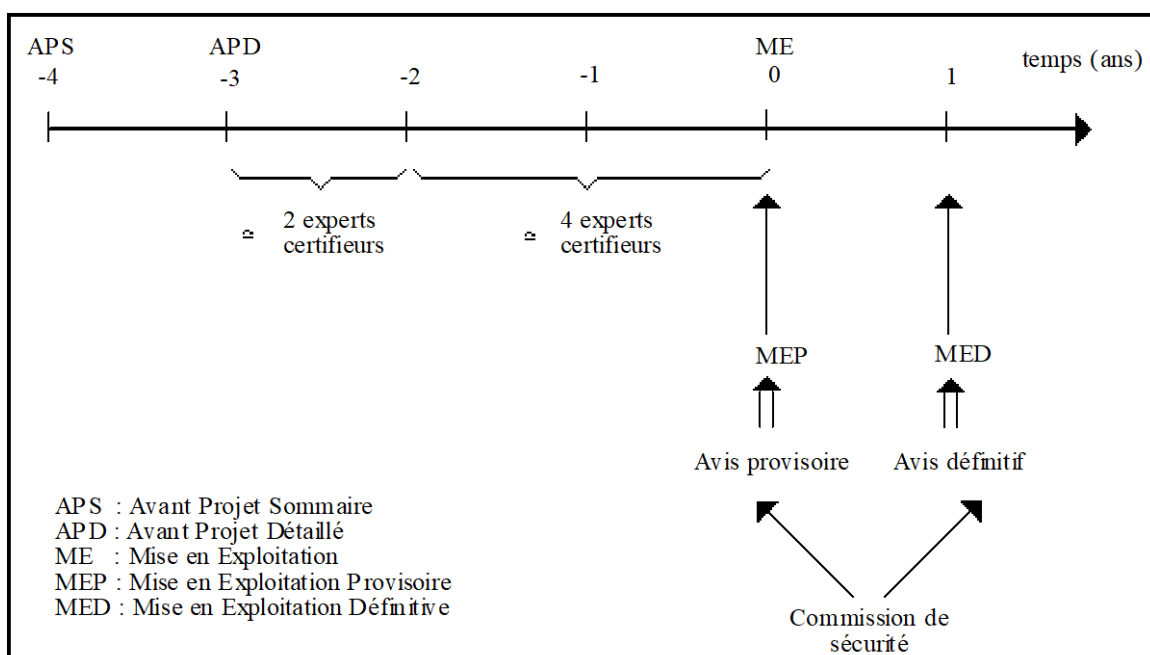 APS APD ME temps (ans)
-4 -3 -2 -1 0 1
≃ 2 experts certifieurs
≃ 4 experts certifieurs
MEP MED
Avis provisoire Avis définitif
APS : Avant Projet Sommaire
APD : Avant Projet Détaillé
ME : Mise en Exploitation
MEP : Mise en Exploitation Provisoire
MED : Mise en Exploitation Définitive
Commission de
sécurité